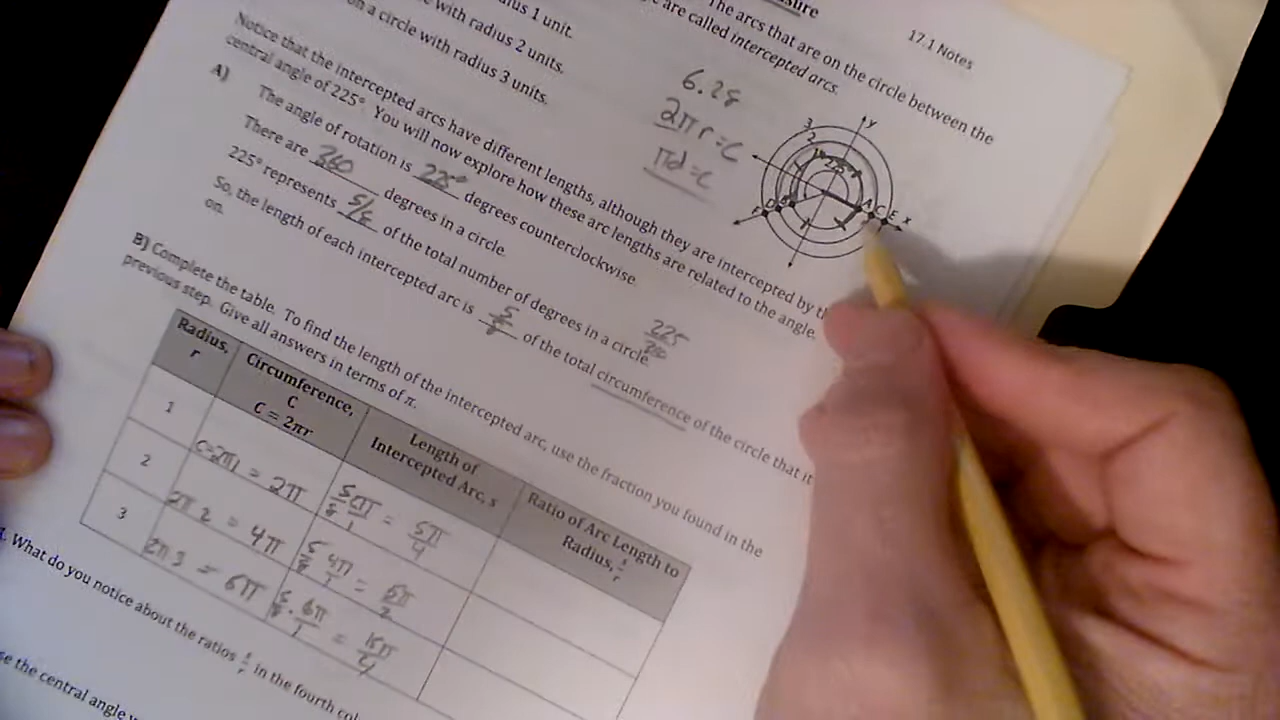 sure
17.1 Notes
The arcs that are on the circle between the
are called intercepted arcs.
ius 1 unit.
with radius 2 units.
on a circle with radius 3 units.
Notice that the intercepted arcs have different lengths, although they are intercepted by
central angle of 225°. You will now explore how these arc lengths are related to the angle.
A)
The angle of rotation is 225° degrees counterclockwise.
There are 360 degrees in a circle.
225° represents 5/8 of the total number of degrees in a circle.
So, the length of each intercepted arc is 5/8 of the total circumference of the circle that it
on.
6.28
2πr = C
πd = C
225/360
y
3
2
A C E x
B) Complete the table. To find the length of the intercepted arc, use the fraction you found in the
previous step. Give all answers in terms of π.
Radius, r
Circumference, C
C = 2πr
Length of Intercepted Arc, s
Ratio of Arc Length to Radius, s/r
1
C=2π1 = 2π
5/8 2π/1 = 5π/4
2
2π 2 = 4π
5/8 4π/1 = 5π/2
3
2π 3 = 6π
5/8 · 6π/1 = 15π/4
1. What do you notice about the ratios s/r in the fourth col
se the central angle